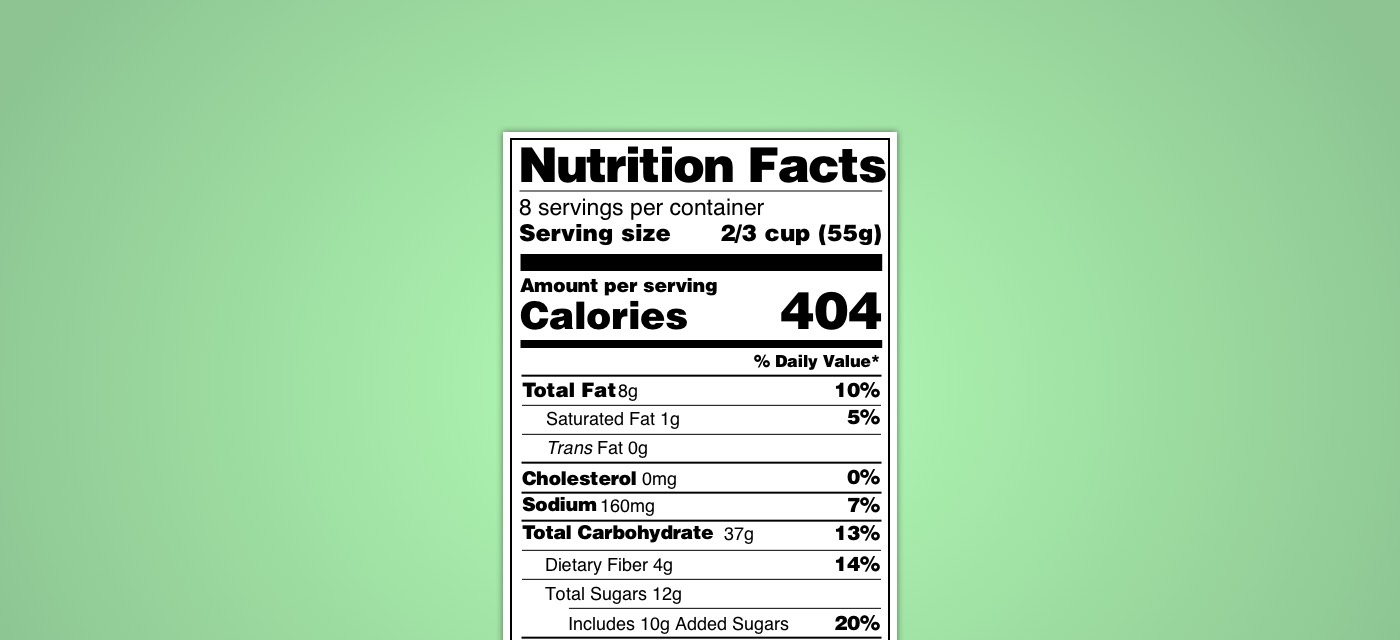 Nutrition Facts
8 servings per container
Serving size 2/3 cup (55g)
Amount per serving
Calories 404
% Daily Value*
Total Fat 8g 10%
Saturated Fat 1g 5%
Trans Fat 0g
Cholesterol 0mg 0%
Sodium 160mg 7%
Total Carbohydrate 37g 13%
Dietary Fiber 4g 14%
Total Sugars 12g
Includes 10g Added Sugars 20%